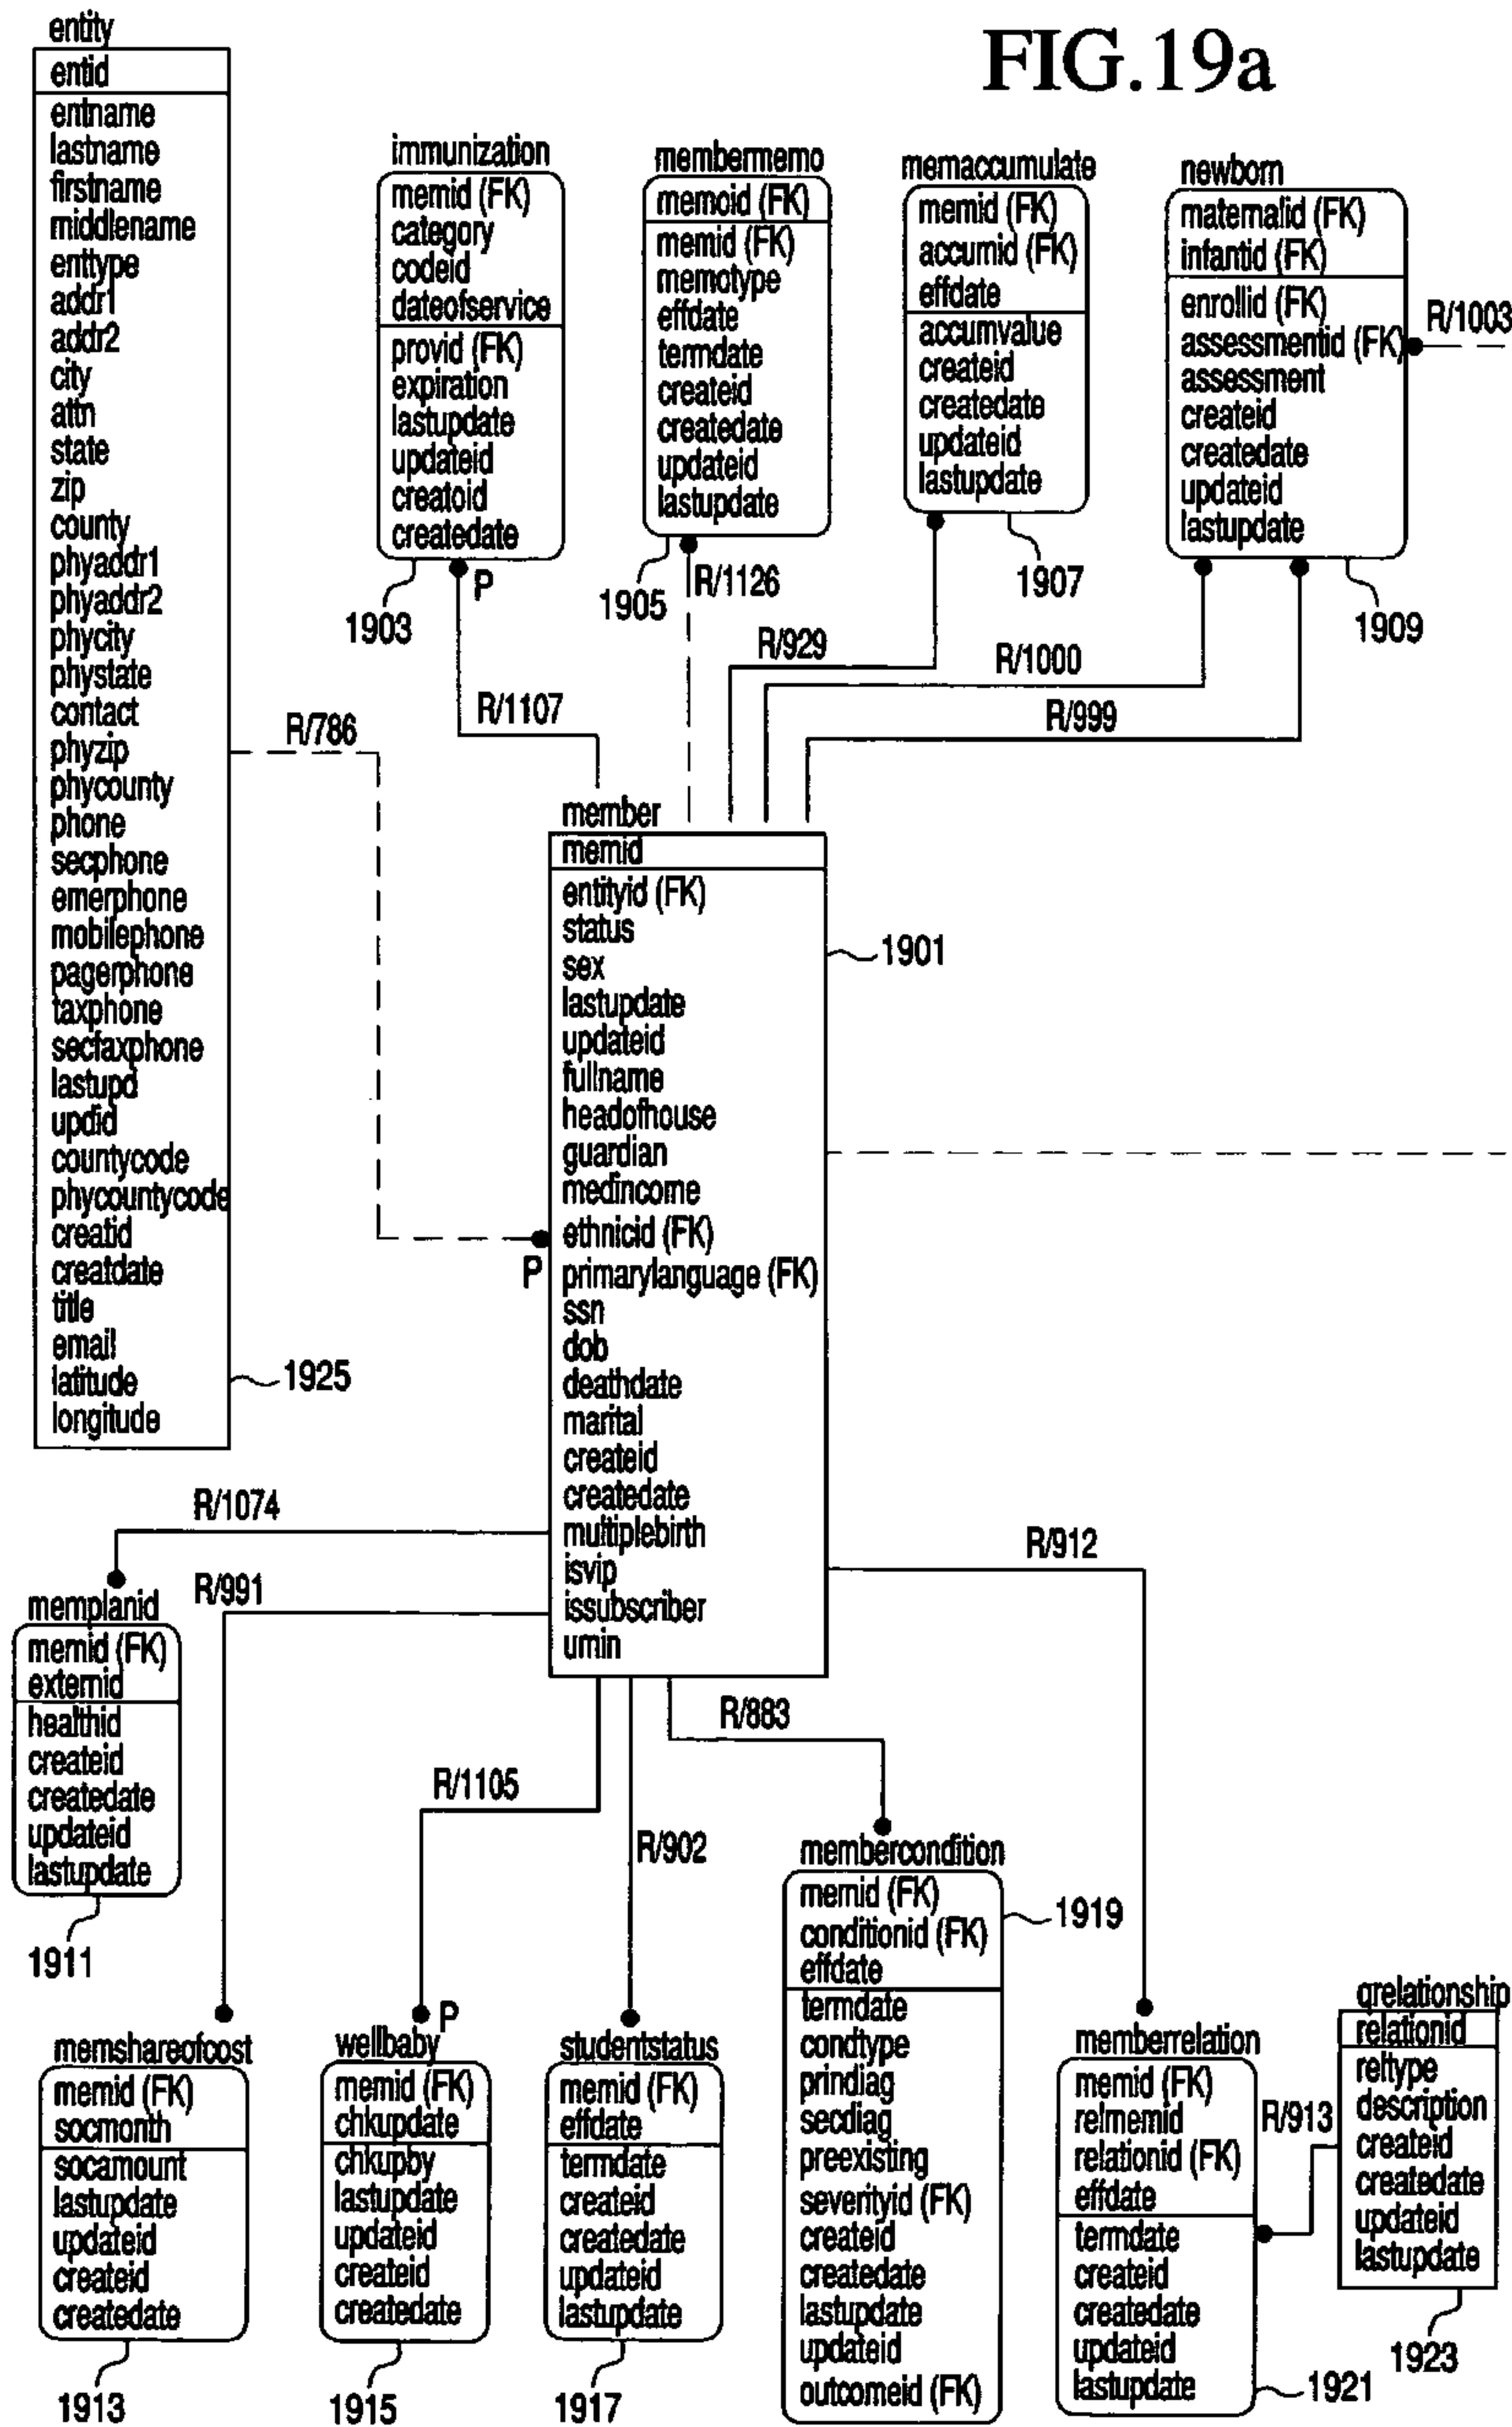 FIG.19a
entity
entid
entname
lastname
firstname
middlename
enttype
addr1
addr2
city
attn
state
zip
county
phyaddr1
phyaddr2
phycity
phystate
contact
phyzip
phycounty
phone
secphone
emerphone
mobilephone
pagerphone
taxphone
secfaxphone
lastupd
updid
countycode
phycountycode
creatid
creatdate
title
email
latitude
longitude
1925
immunization
memid (FK)
category
codeid
dateofservice
provid (FK)
expiration
lastupdate
updateid
creatoid
createdate
1903
P
membermemo
memoid (FK)
memid (FK)
memotype
effdate
termdate
createid
createdate
updateid
lastupdate
1905
R/1126
memaccumulate
memid (FK)
accumid (FK)
effdate
accumvalue
createid
createdate
updateid
lastupdate
1907
newborn
maternalid (FK)
infantid (FK)
enrollid (FK)
assessmentid (FK)
assessment
createid
createdate
updateid
lastupdate
1909
R/1003
R/929
R/1000
R/999
R/1107
R/786
member
memid
entityid (FK)
status
sex
lastupdate
updateid
fullname
headofhouse
guardian
medincome
ethnicid (FK)
primarylanguage (FK)
ssn
dob
deathdate
marital
createid
createdate
multiplebirth
isvip
issubscriber
umin
1901
P
R/1074
R/991
R/912
R/883
R/1105
R/902
memplanid
memid (FK)
externid
healthid
createid
createdate
updateid
lastupdate
1911
memshareofcost
memid (FK)
socmonth
socamount
lastupdate
updateid
createid
createdate
1913
P
wellbaby
memid (FK)
chkupdate
chkupby
lastupdate
updateid
createid
createdate
1915
studentstatus
memid (FK)
effdate
termdate
createid
createdate
updateid
lastupdate
1917
membercondition
memid (FK)
conditionid (FK)
effdate
termdate
condtype
prindiag
secdiag
preexisting
severityid (FK)
createid
createdate
lastupdate
updateid
outcomeid (FK)
1919
memberrelation
memid (FK)
relmemid
relationid (FK)
effdate
termdate
createid
createdate
updateid
lastupdate
1921
R/913
qrelationship
relationid
reltype
description
createid
createdate
updateid
lastupdate
1923